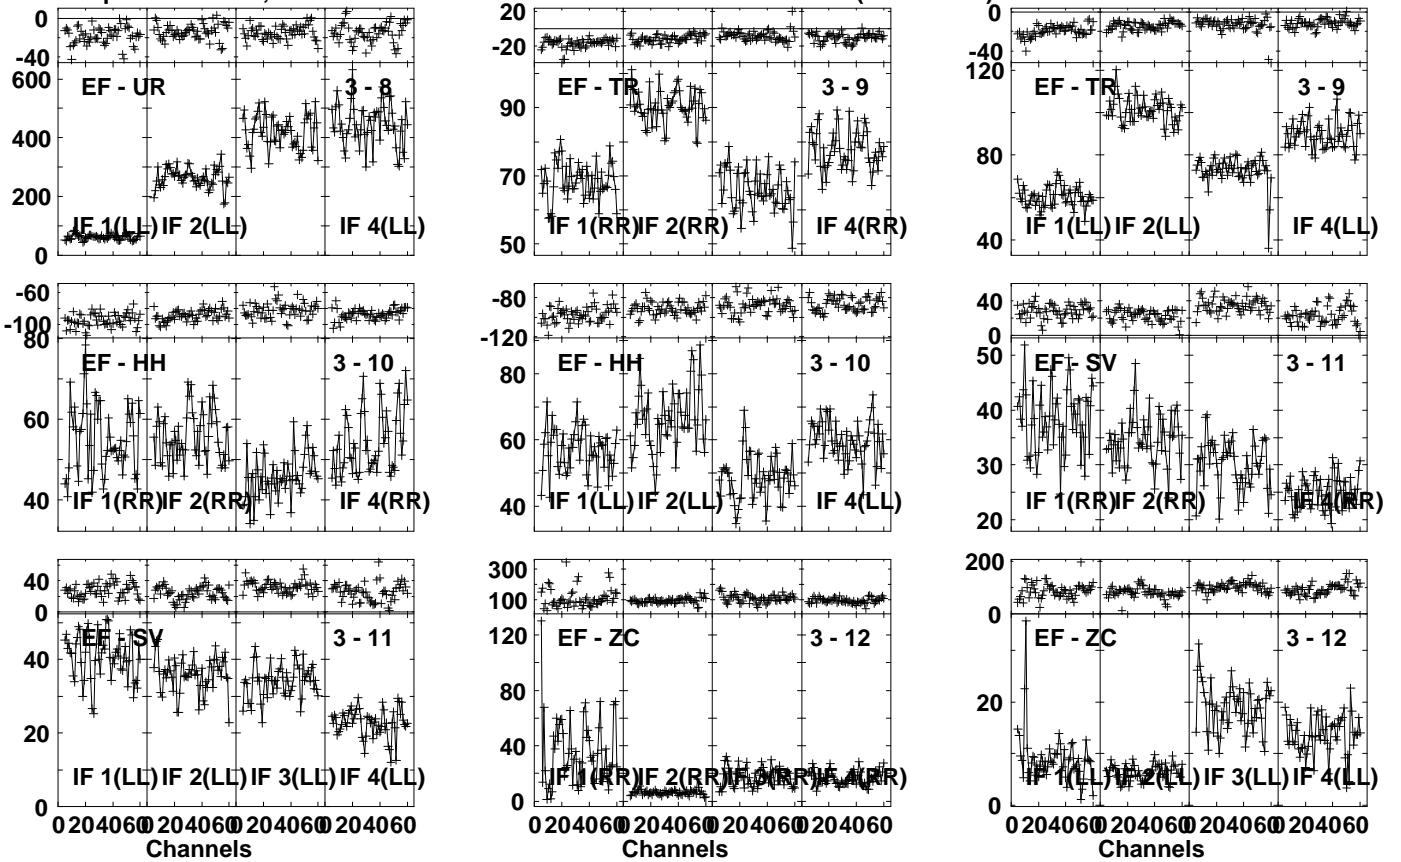 0
-40
600
400
200
0
EF - UR
3 - 8
IF 1(LL) IF 2(LL) IF 4(LL)
20
-20
90
70
50
EF - TR
3 - 9
IF 1(RR) IF 2(RR) IF 4(RR)
0
-40
120
80
40
EF - TR
3 - 9
IF 1(LL) IF 2(LL) IF 4(LL)
-60
-100
80
60
40
EF - HH
3 - 10
IF 1(RR) IF 2(RR) IF 4(RR)
-80
-120
80
60
40
EF - HH
3 - 10
IF 1(LL) IF 2(LL) IF 4(LL)
40
0
50
40
30
20
EF - SV
3 - 11
IF 1(RR) IF 2(RR) IF 4(RR)
40
0
40
20
0
EF - SV
3 - 11
IF 1(LL) IF 2(LL) IF 3(LL) IF 4(LL)
0 204060 0 204060 0 204060 0 204060
Channels
300
100
120
80
40
0
EF - ZC
3 - 12
IF 1(RR) IF 2(RR) IF 3(RR) IF 4(RR)
0 204060 0 204060 0 204060 0 204060
Channels
200
0
20
0
EF - ZC
3 - 12
IF 1(LL) IF 2(LL) IF 3(LL) IF 4(LL)
0 204060 0 204060 0 204060 0 204060
Channels